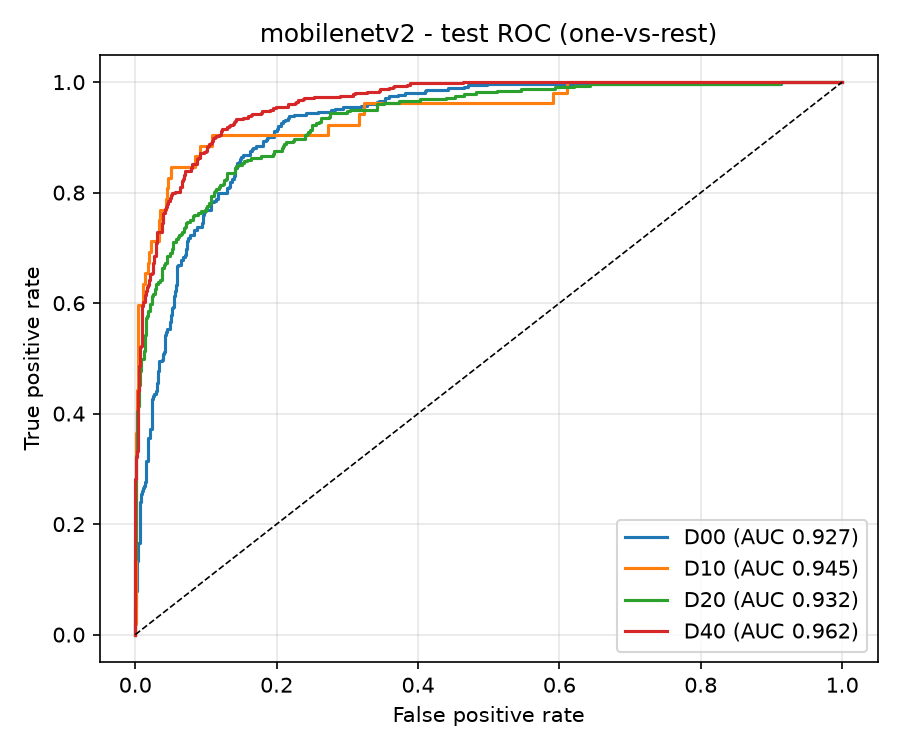 mobilenetv2 - test ROC (one-vs-rest)
True positive rate
1.0
0.8
0.6
0.4
0.2
0.0
D00 (AUC 0.927)
D10 (AUC 0.945)
D20 (AUC 0.932)
D40 (AUC 0.962)
0.0 0.2 0.4 0.6 0.8 1.0
False positive rate